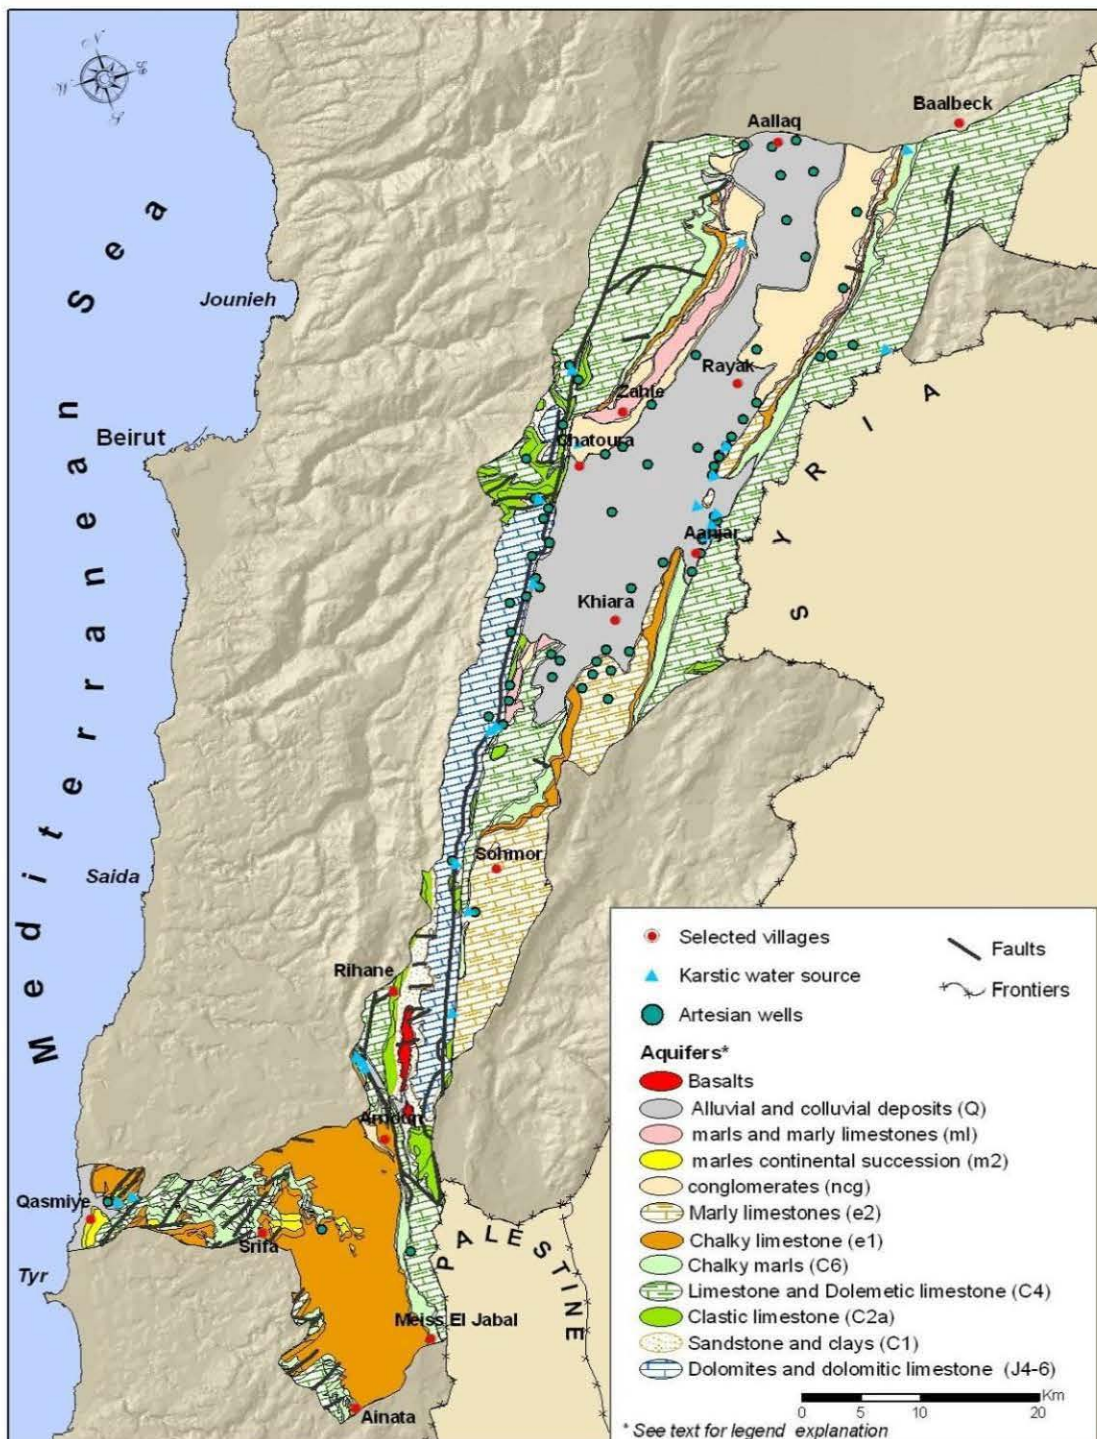 Baalbeck
Aallaq
Mediterranean Sea
Jounieh
Rayak
Zahle
Beirut
Chatoura
SYRIA
Aanjar
Khiara
Saida
Sohmor
Rihane
Arnoun
Qasmiye
Srifa
Tyr
PALESTINE
Meiss El Jabal
Ainata
Selected villages
Karstic water source
Artesian wells
Faults
Frontiers
Aquifers*
Basalts
Alluvial and colluvial deposits (Q)
marls and marly limestones (ml)
marles continental succession (m2)
conglomerates (ncg)
Marly limestones (e2)
Chalky limestone (e1)
Chalky marls (C6)
Limestone and Dolemetic limestone (C4)
Clastic limestone (C2a)
Sandstone and clays (C1)
Dolomites and dolomitic limestone (J4-6)
Km
0 5 10 20
* See text for legend explanation